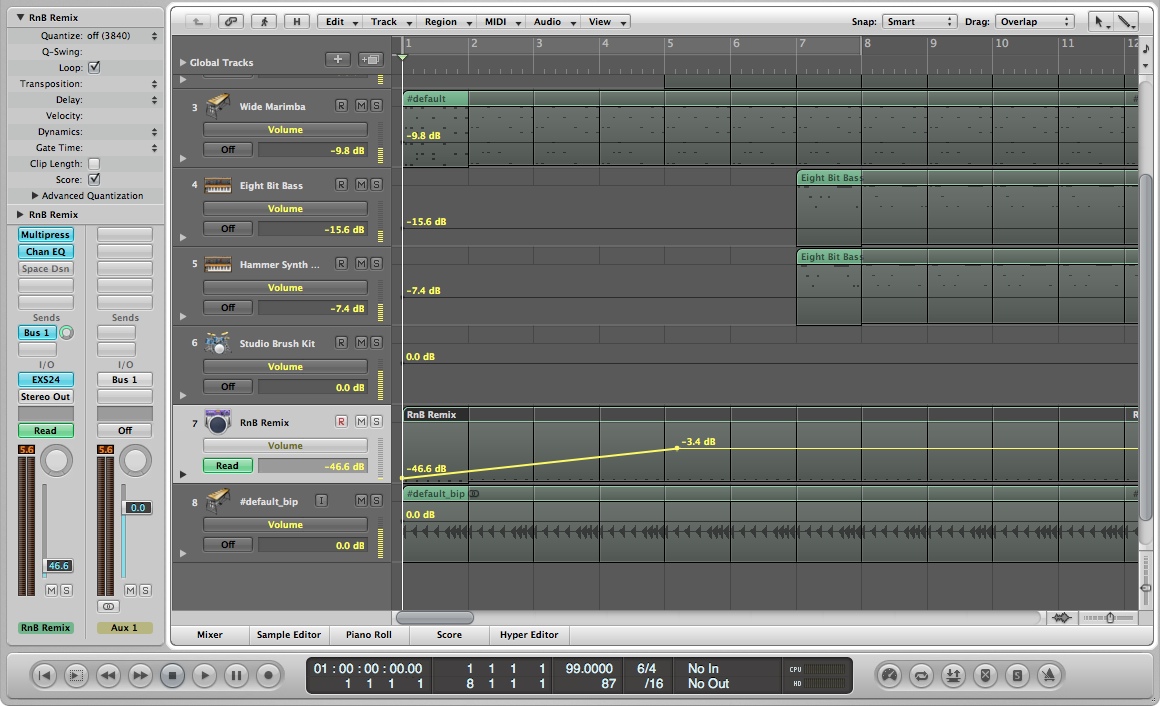 RnB Remix
Quantize: off (3840)
Q-Swing:
Loop:
Transposition:
Delay:
Velocity:
Dynamics:
Gate Time:
Clip Length:
Score:
Advanced Quantization
RnB Remix
Multipress
Chan EQ
Space Dsn
Sends Sends
Bus 1
I/O I/O
EXS24 Bus 1
Stereo Out
Read Off
5.6 5.6
0.0
46.6
M S M S
RnB Remix Aux 1
H Edit Track Region MIDI Audio View Snap: Smart Drag: Overlap
Global Tracks
1 2 3 4 5 6 7 8 9 10 11 12
3 Wide Marimba R M S
Volume
Off -9.8 dB
#default #
-9.8 dB
4 Eight Bit Bass R M S
Volume
Off -15.6 dB
Eight Bit Bass
-15.6 dB
5 Hammer Synth ... R M S
Volume
Off -7.4 dB
Eight Bit Bass
-7.4 dB
6 Studio Brush Kit R M S
Volume
Off 0.0 dB
0.0 dB
7 RnB Remix R M S
Volume
Read -46.6 dB
RnB Remix R
-3.4 dB
-46.6 dB
8 #default_bip I M S
Volume
Off 0.0 dB
#default_bip #
0.0 dB
Mixer Sample Editor Piano Roll Score Hyper Editor
01 : 00 : 00 : 00.00 1 1 1 1 99.0000 6/4 No In CPU
1 1 1 1 8 1 1 1 87 /16 No Out HD
S